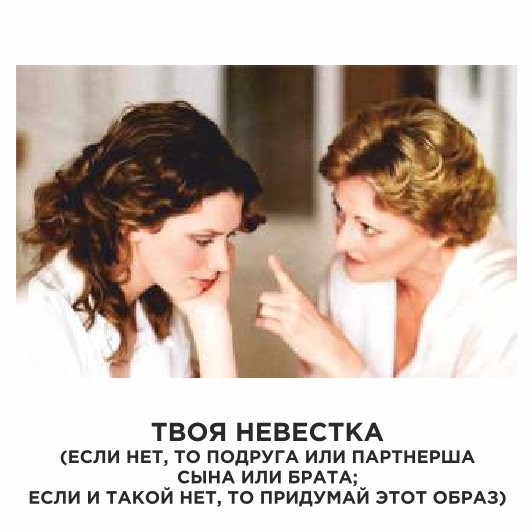 ТВОЯ НЕВЕСТКА
(ЕСЛИ НЕТ, ТО ПОДРУГА ИЛИ ПАРТНЕРША
СЫНА ИЛИ БРАТА;
ЕСЛИ И ТАКОЙ НЕТ, ТО ПРИДУМАЙ ЭТОТ ОБРАЗ)